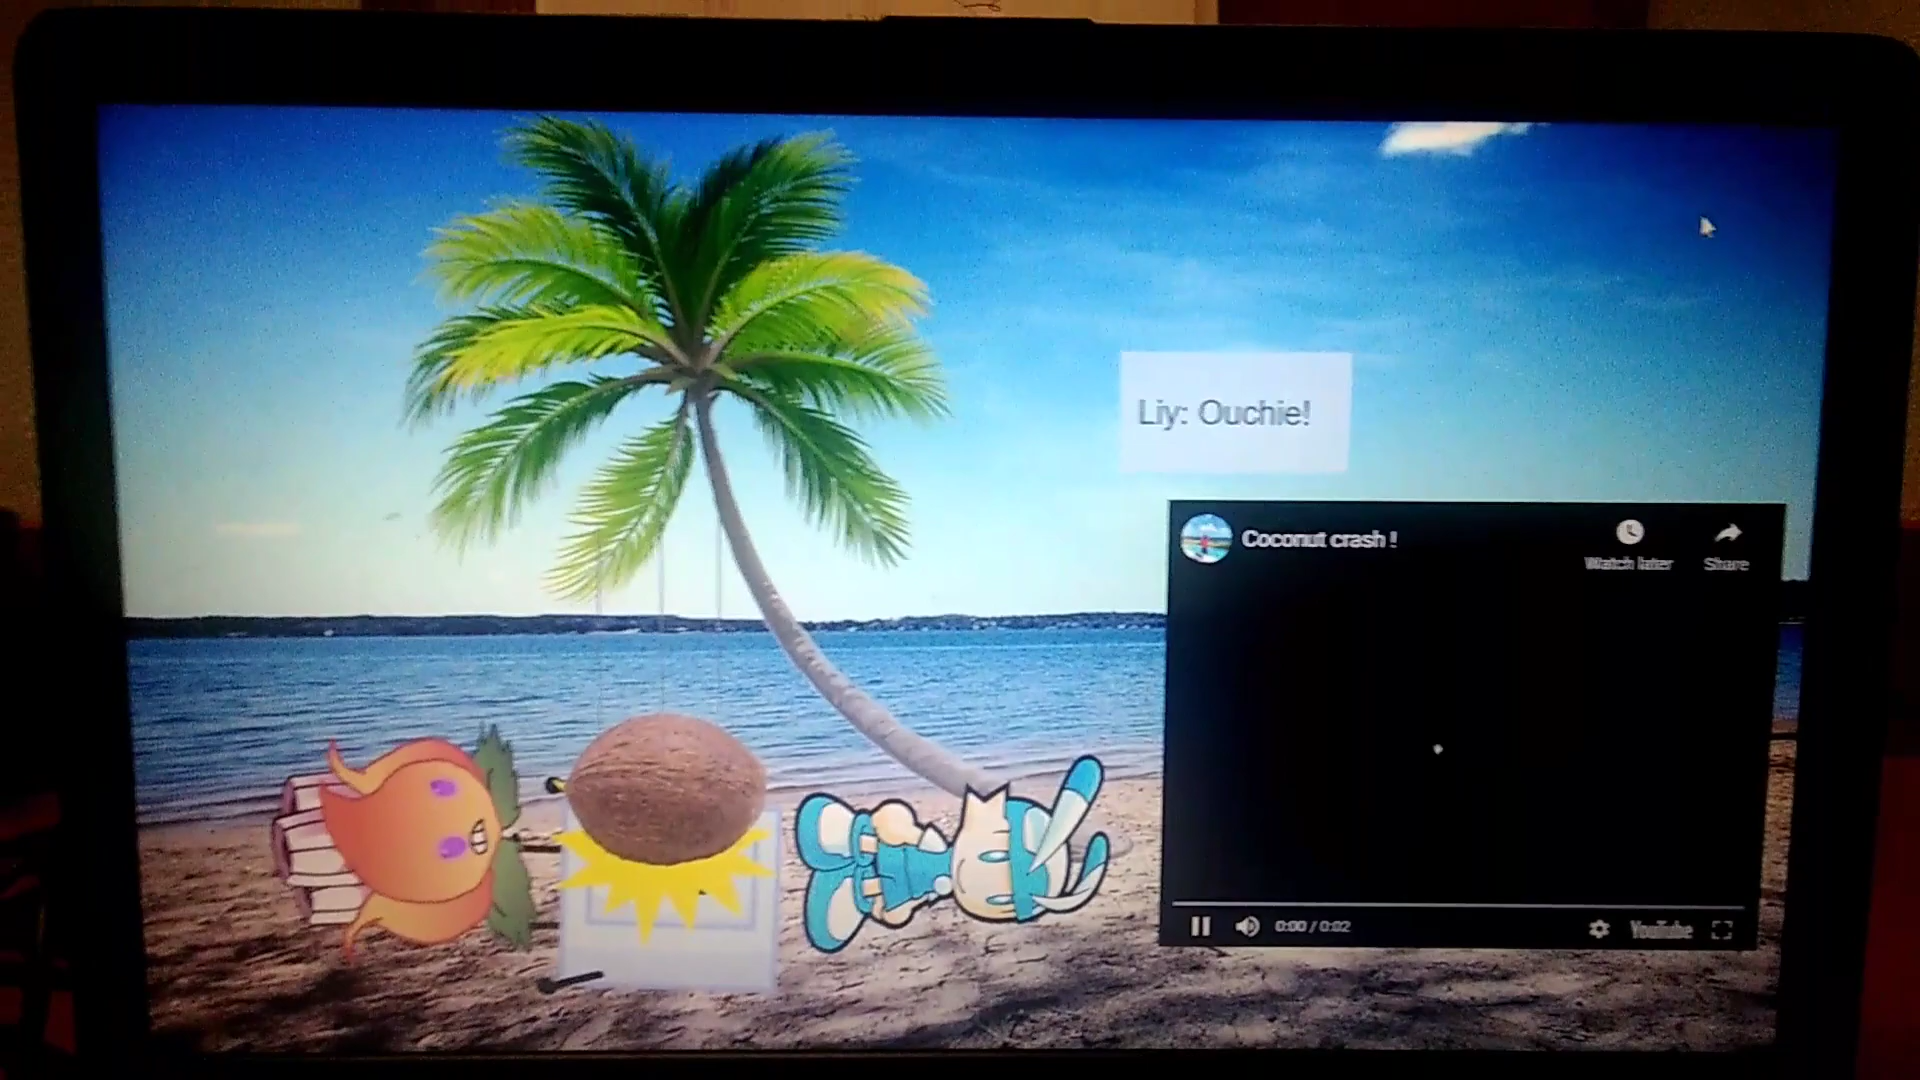 Liy: Ouchie!
Coconut crash !
Watch later
Share
0:00 / 0:02
YouTube